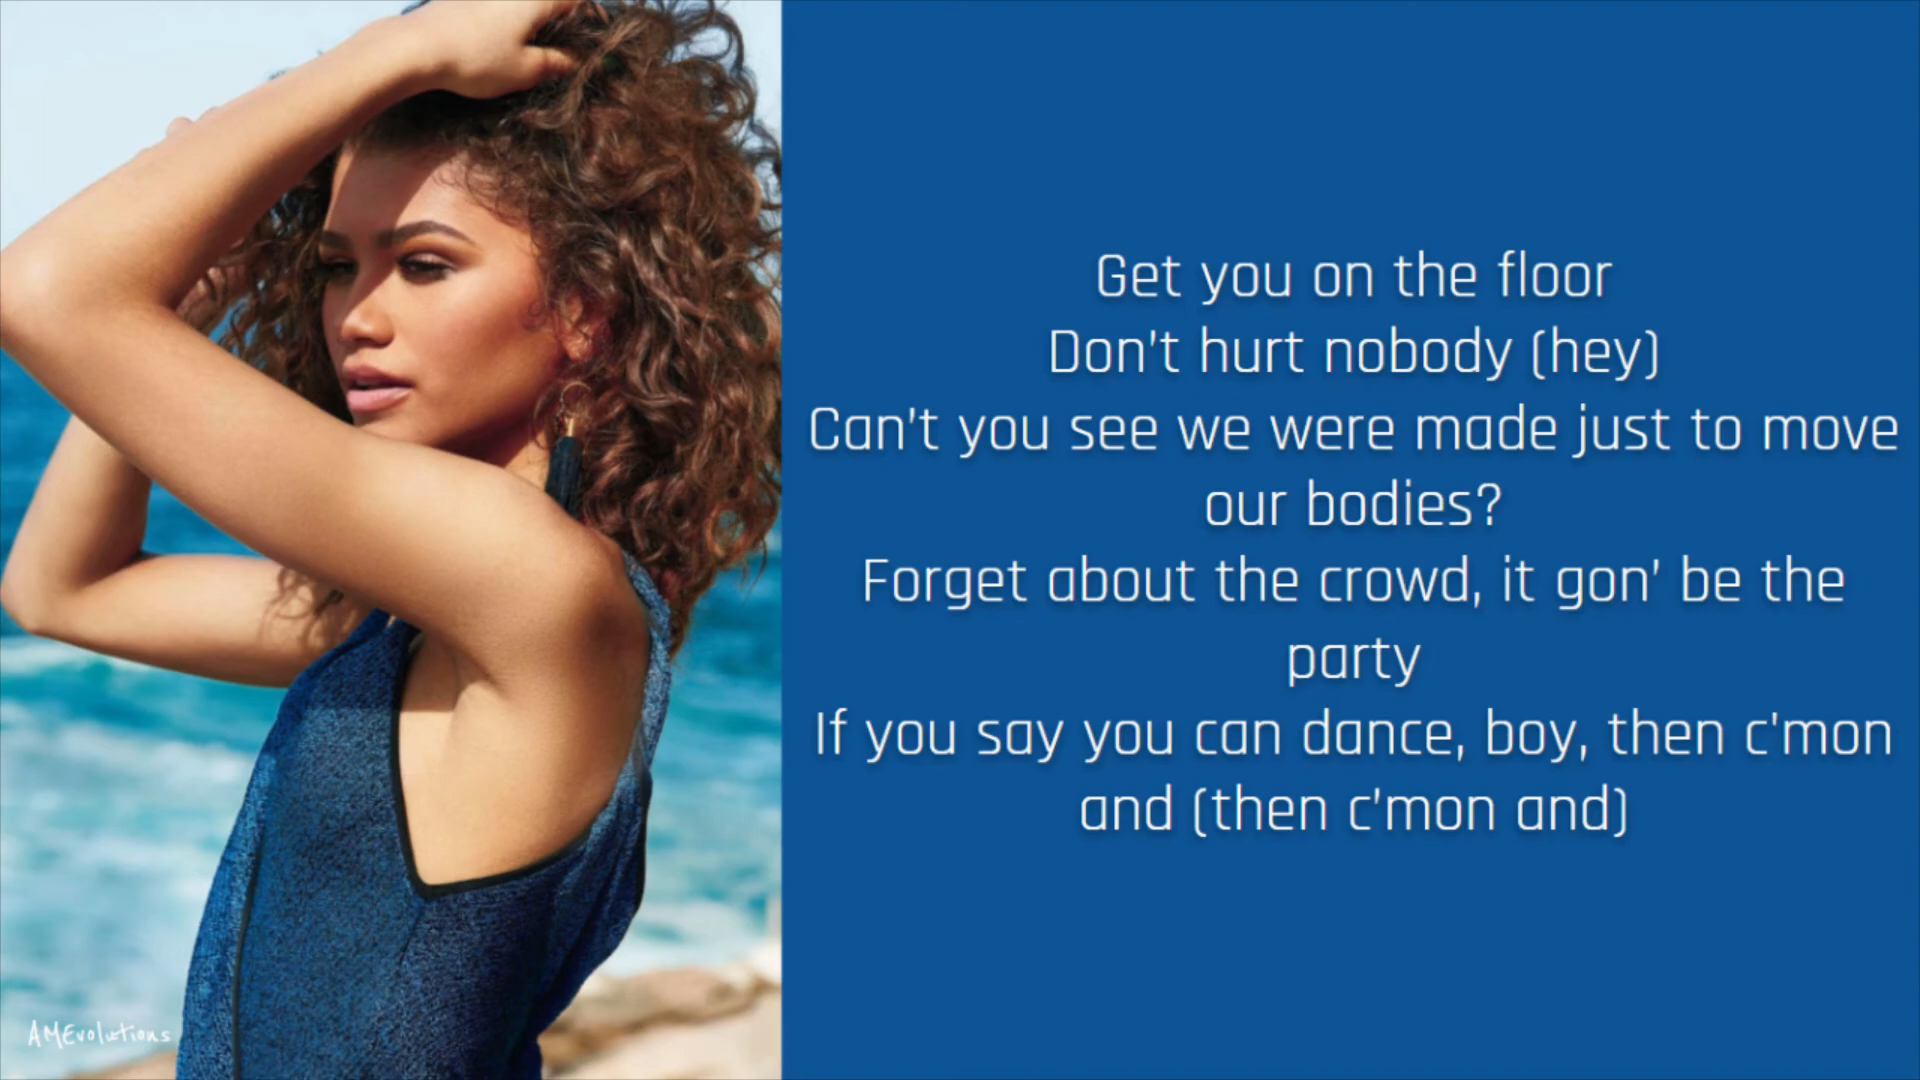 Get you on the floor
Don't hurt nobody (hey)
Can't you see we were made just to move
our bodies?
Forget about the crowd, it gon' be the
party
If you say you can dance, boy, then c'mon
and (then c'mon and)
AMEvolutions